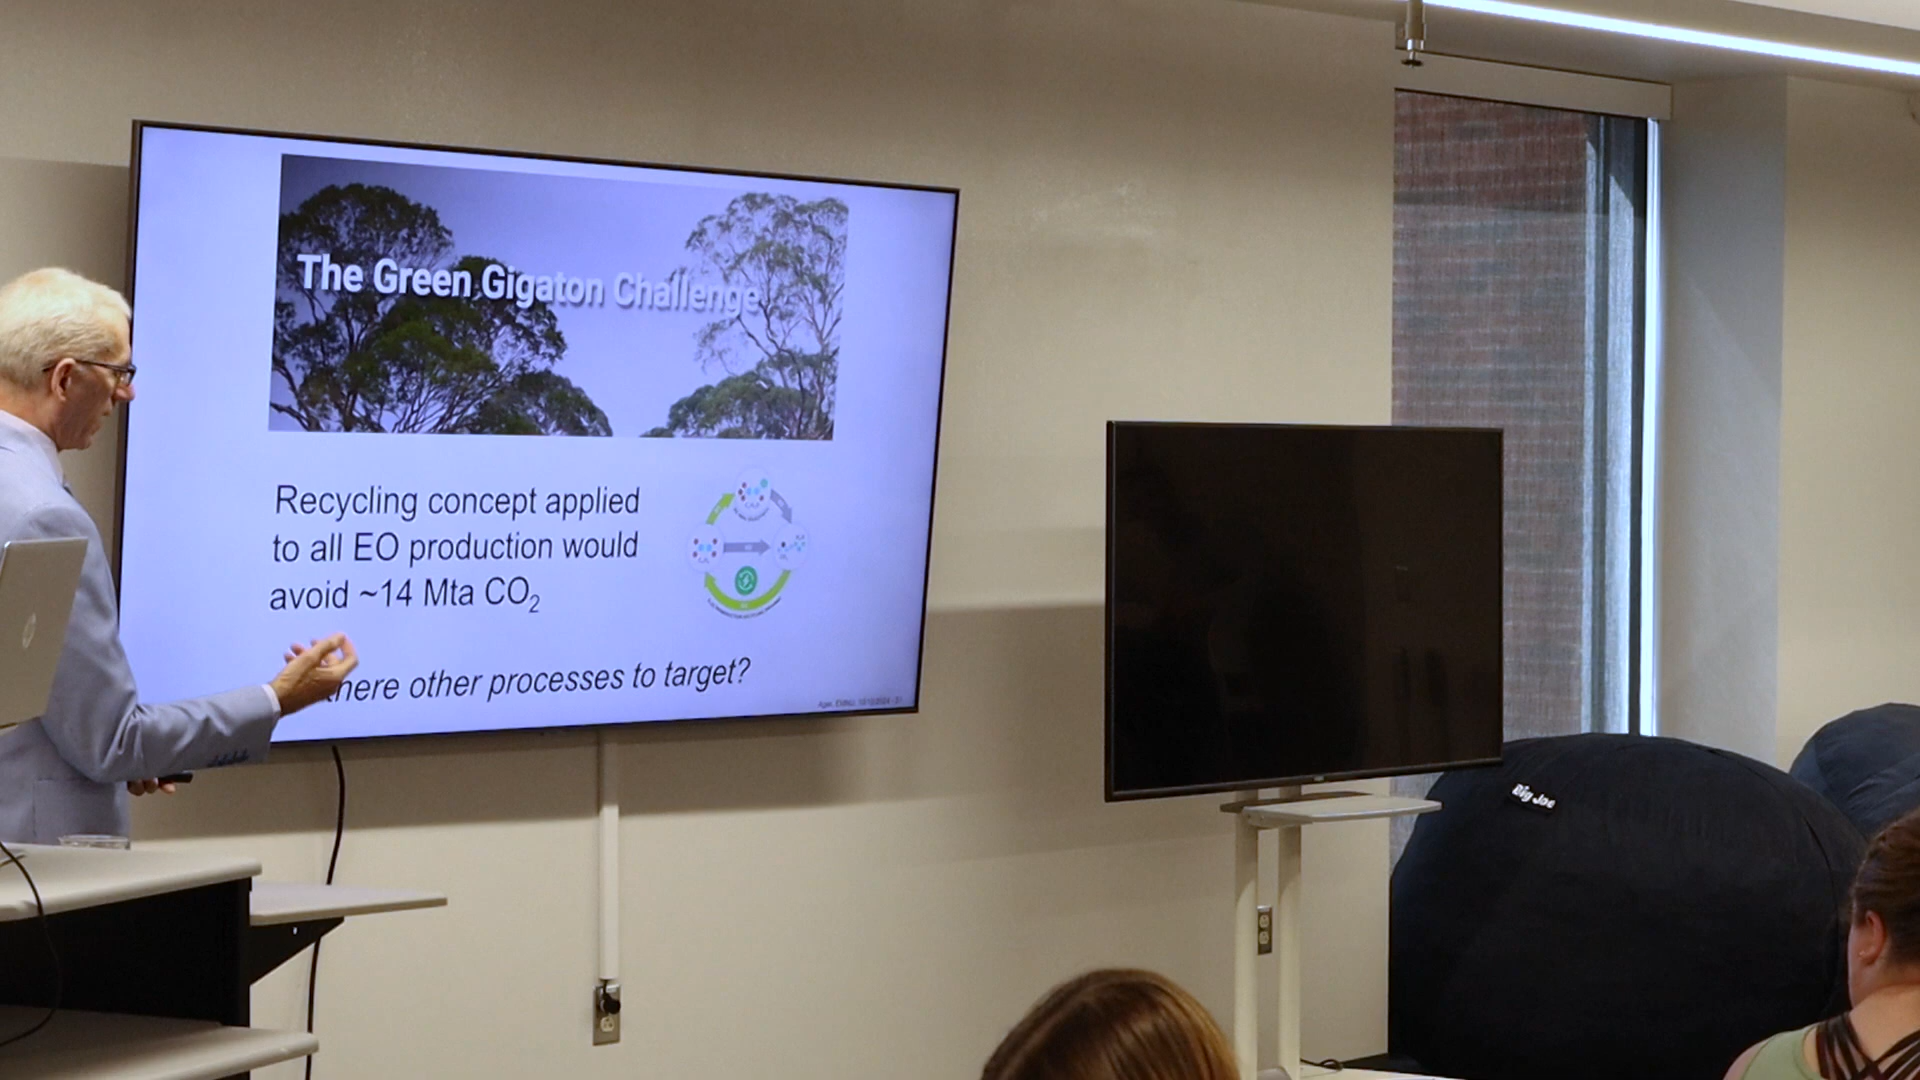 The Green Gigaton Challenge
Recycling concept applied
to all EO production would
avoid ~14 Mta CO₂
here other processes to target?
Big Joe